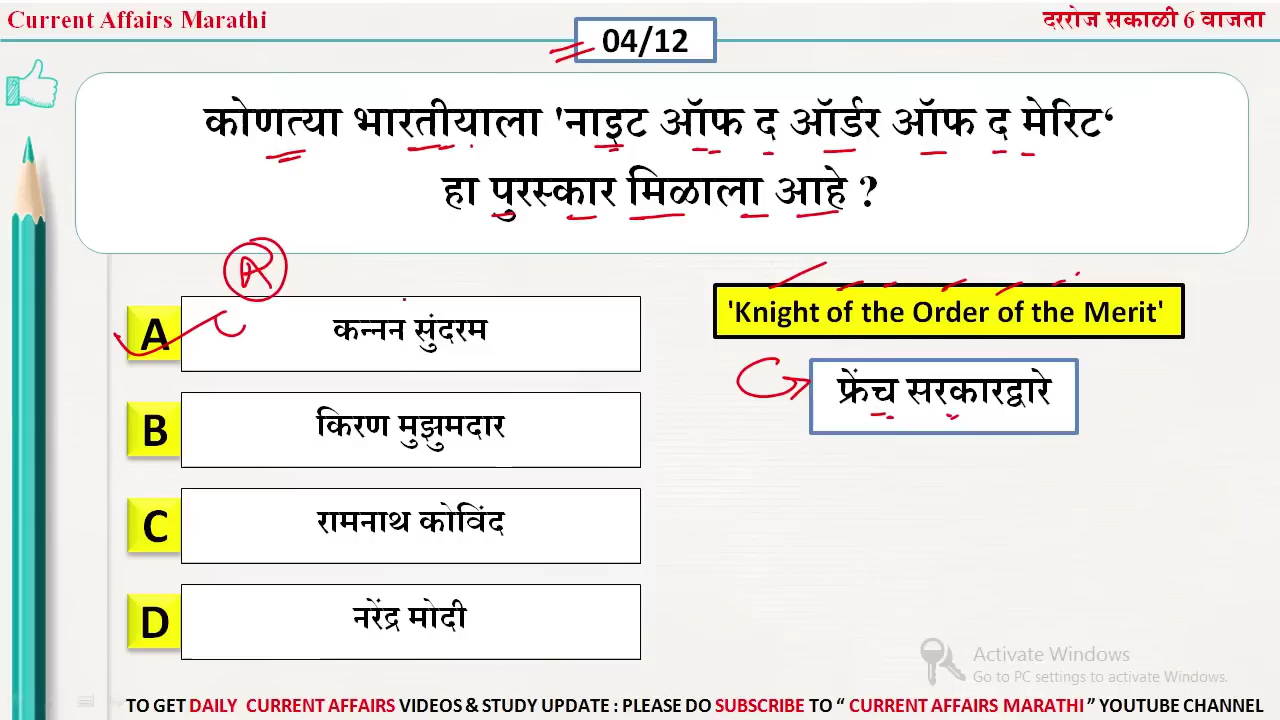 Current Affairs Marathi
दररोज सकाळी 6 वाजता
04/12
कोणत्या भारतीयाला 'नाइट ऑफ द ऑर्डर ऑफ द मेरिट‘
हा पुरस्कार मिळाला आहे ?
A
A
कन्नन सुंदरम
'Knight of the Order of the Merit'
फ्रेंच सरकारद्वारे
B
किरण मुझुमदार
C
रामनाथ कोविंद
D
नरेंद्र मोदी
Activate Windows
Go to PC settings to activate Windows.
TO GET DAILY CURRENT AFFAIRS VIDEOS & STUDY UPDATE : PLEASE DO SUBSCRIBE TO “ CURRENT AFFAIRS MARATHI ” YOUTUBE CHANNEL